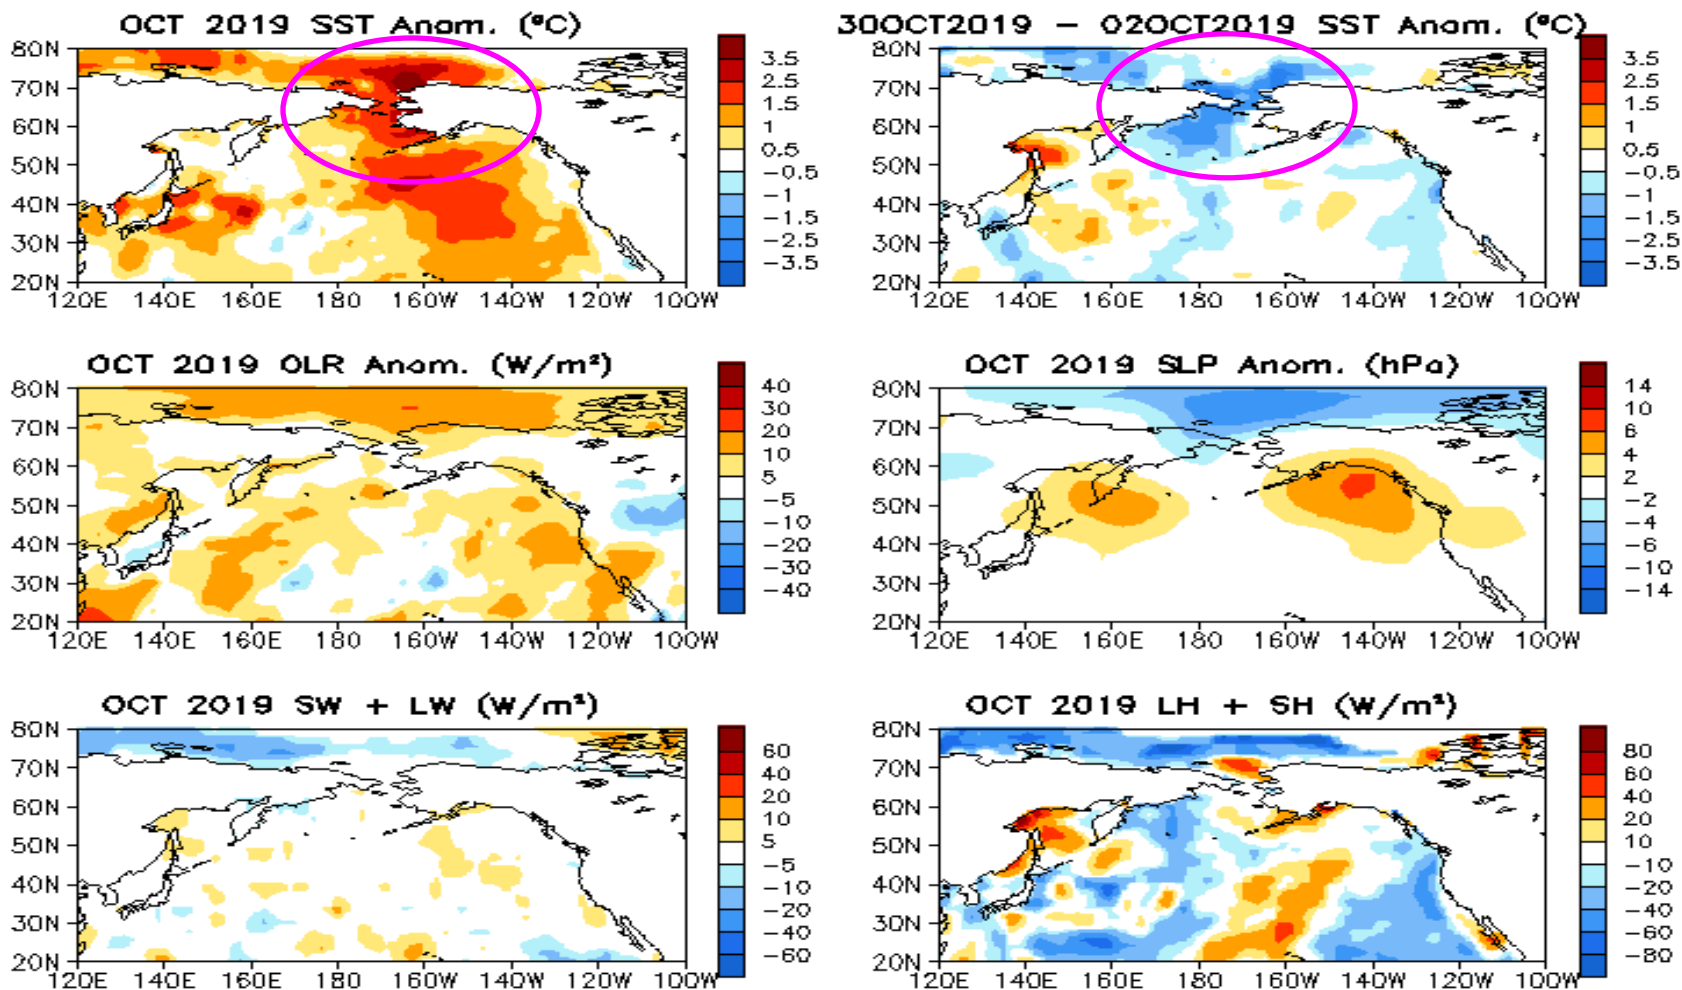 OCT 2019 SST Anom. (°C)
80N
70N
60N
50N
40N
30N
20N
120E 140E 160E 180 160W 140W 120W 100W
3.5
2.5
1.5
1
0.5
-0.5
-1
-1.5
-2.5
-3.5
30OCT2019 - 02OCT2019 SST Anom. (°C)
80N
70N
60N
50N
40N
30N
20N
120E 140E 160E 180 160W 140W 120W 100W
3.5
2.5
1.5
1
0.5
-0.5
-1
-1.5
-2.5
-3.5
OCT 2019 OLR Anom. (W/m²)
80N
70N
60N
50N
40N
30N
20N
120E 140E 160E 180 160W 140W 120W 100W
40
30
20
10
5
-5
-10
-20
-30
-40
OCT 2019 SLP Anom. (hPa)
80N
70N
60N
50N
40N
30N
20N
120E 140E 160E 180 160W 140W 120W 100W
14
10
6
4
2
-2
-4
-6
-10
-14
OCT 2019 SW + LW (W/m²)
80N
70N
60N
50N
40N
30N
20N
120E 140E 160E 180 160W 140W 120W 100W
60
40
20
10
5
-5
-10
-20
-40
-60
OCT 2019 LH + SH (W/m²)
80N
70N
60N
50N
40N
30N
20N
120E 140E 160E 180 160W 140W 120W 100W
80
60
40
20
10
-10
-20
-40
-60
-80